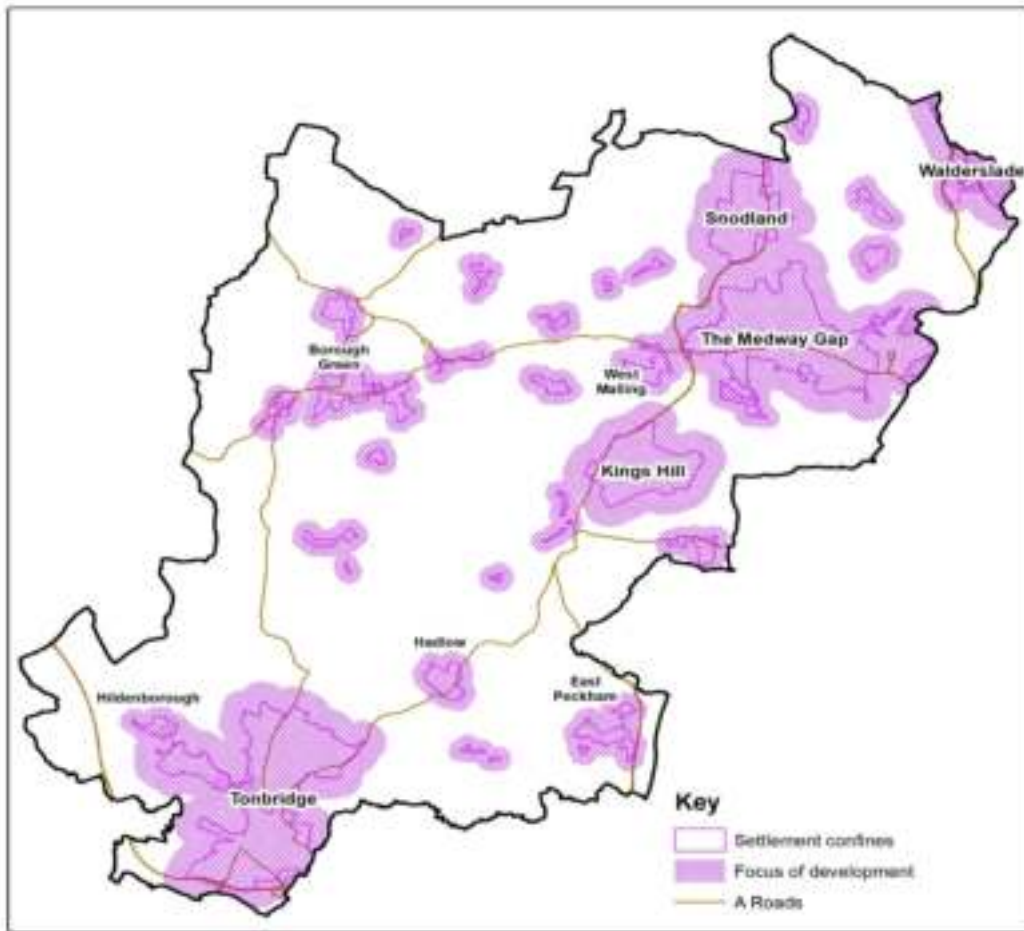 Walderslade
Snodland
The Medway Gap
Borough
Green
West
Malling
Kings Hill
Hadlow
East
Peckham
Hildenborough
Tonbridge
Key
Settlement confines
Focus of development
A Roads